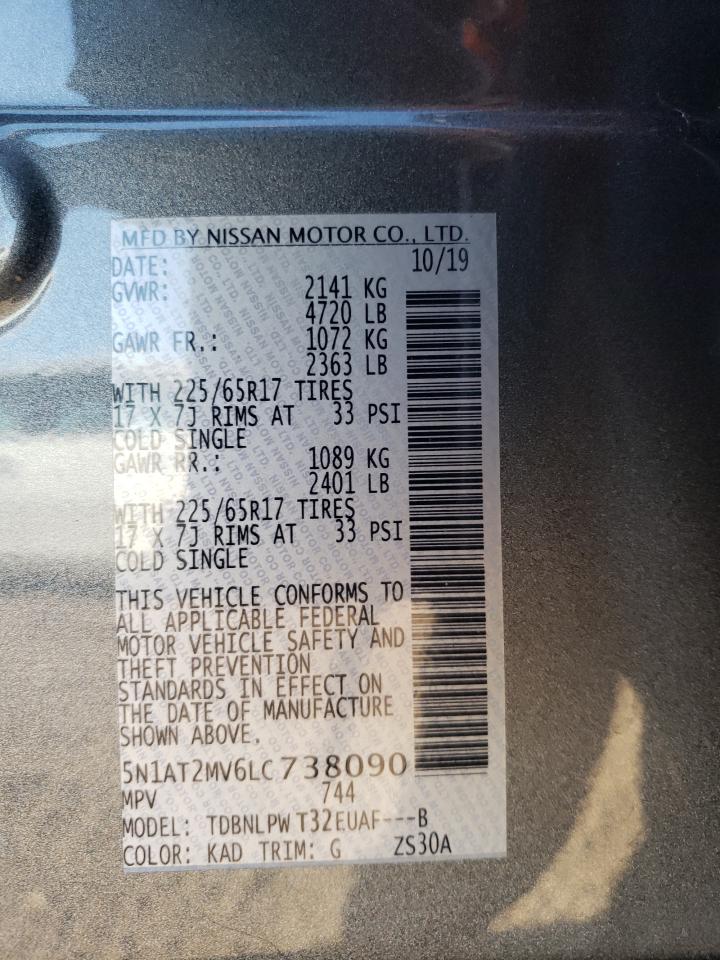 MFD BY NISSAN MOTOR CO., LTD.
DATE: 10/19
GVWR: 2141 KG
4720 LB
GAWR FR.: 1072 KG
2363 LB
WITH 225/65R17 TIRES
17 X 7J RIMS AT 33 PSI
COLD SINGLE
GAWR RR.: 1089 KG
2401 LB
WITH 225/65R17 TIRES
17 X 7J RIMS AT 33 PSI
COLD SINGLE
THIS VEHICLE CONFORMS TO
ALL APPLICABLE FEDERAL
MOTOR VEHICLE SAFETY AND
THEFT PREVENTION
STANDARDS IN EFFECT ON
THE DATE OF MANUFACTURE
SHOWN ABOVE.
5N1AT2MV6LC738090
MPV 744
MODEL: TDBNLPW T32EUAF---B
COLOR: KAD TRIM: G ZS30A